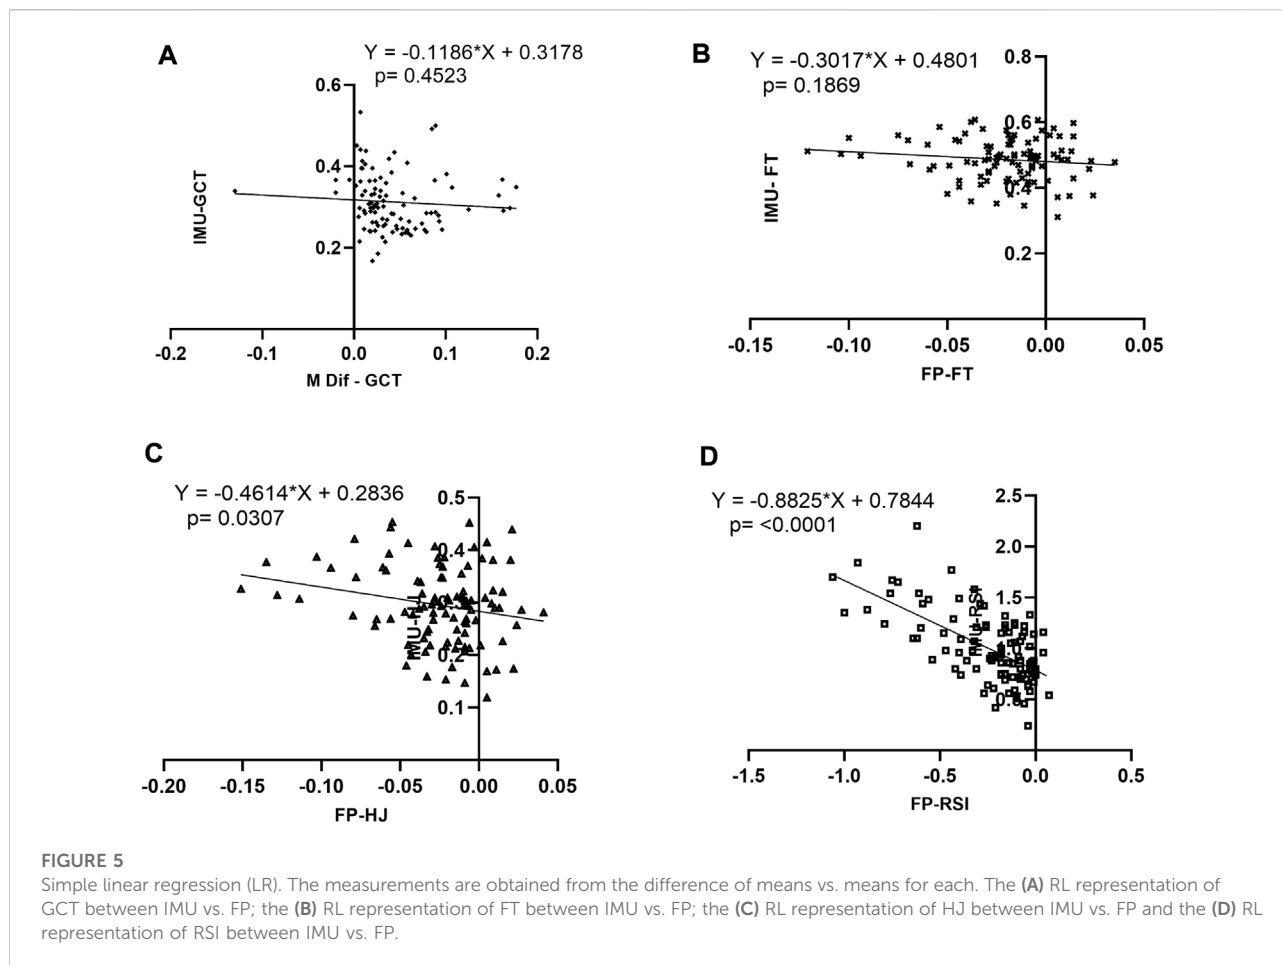 A
Y = -0.1186*X + 0.3178
p= 0.4523
0.6
0.4
0.2
IMU-GCT
-0.2 -0.1 0.0 0.1 0.2
M Dif - GCT
B
Y = -0.3017*X + 0.4801
p= 0.1869
0.8
0.6
0.4
0.2
IMU- FT
-0.15 -0.10 -0.05 0.00 0.05
FP-FT
C
Y = -0.4614*X + 0.2836
p= 0.0307
0.5
0.4
0.2
0.1
-0.20 -0.15 -0.10 -0.05 0.00 0.05
FP-HJ
D
Y = -0.8825*X + 0.7844
p= <0.0001
2.5
2.0
1.5
IMU-RSI
-1.5 -1.0 -0.5 0.0 0.5
FP-RSI
FIGURE 5
Simple linear regression (LR). The measurements are obtained from the difference of means vs. means for each. The (A) RL representation of
GCT between IMU vs. FP; the (B) RL representation of FT between IMU vs. FP; the (C) RL representation of HJ between IMU vs. FP and the (D) RL
representation of RSI between IMU vs. FP.